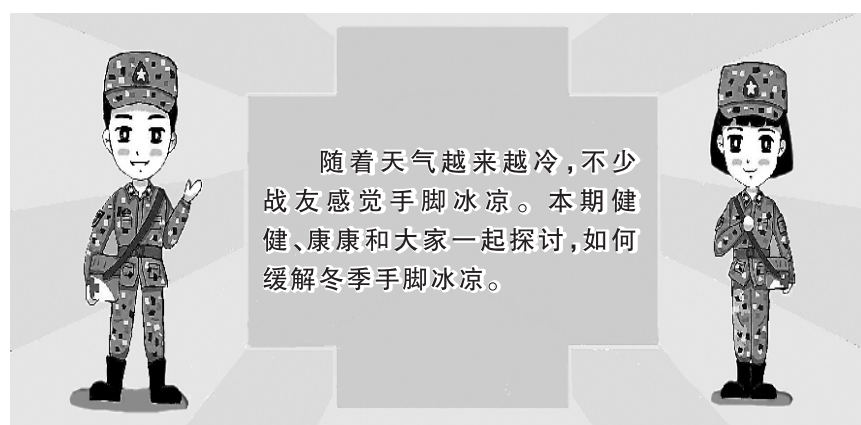 随着天气越来越冷，不少
战友感觉手脚冰凉。本期健
健、康康和大家一起探讨，如何
缓解冬季手脚冰凉。